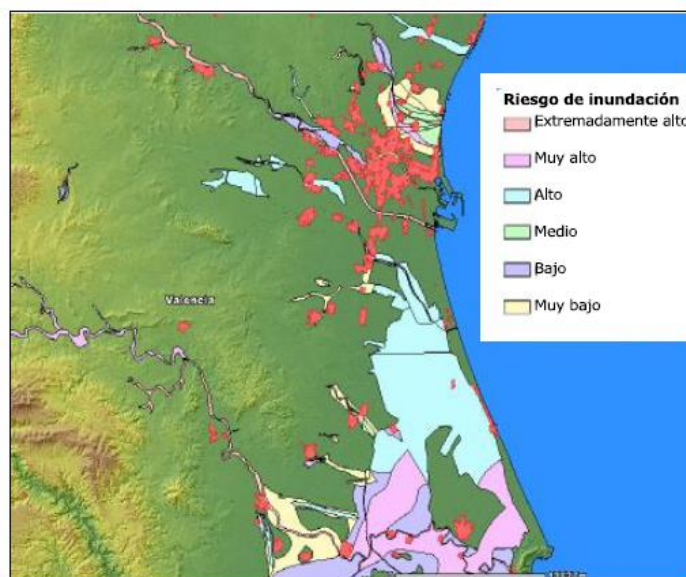 Riesgo de inundación
Extremadamente alto
Muy alto
Alto
Medio
Bajo
Muy bajo
Valencia